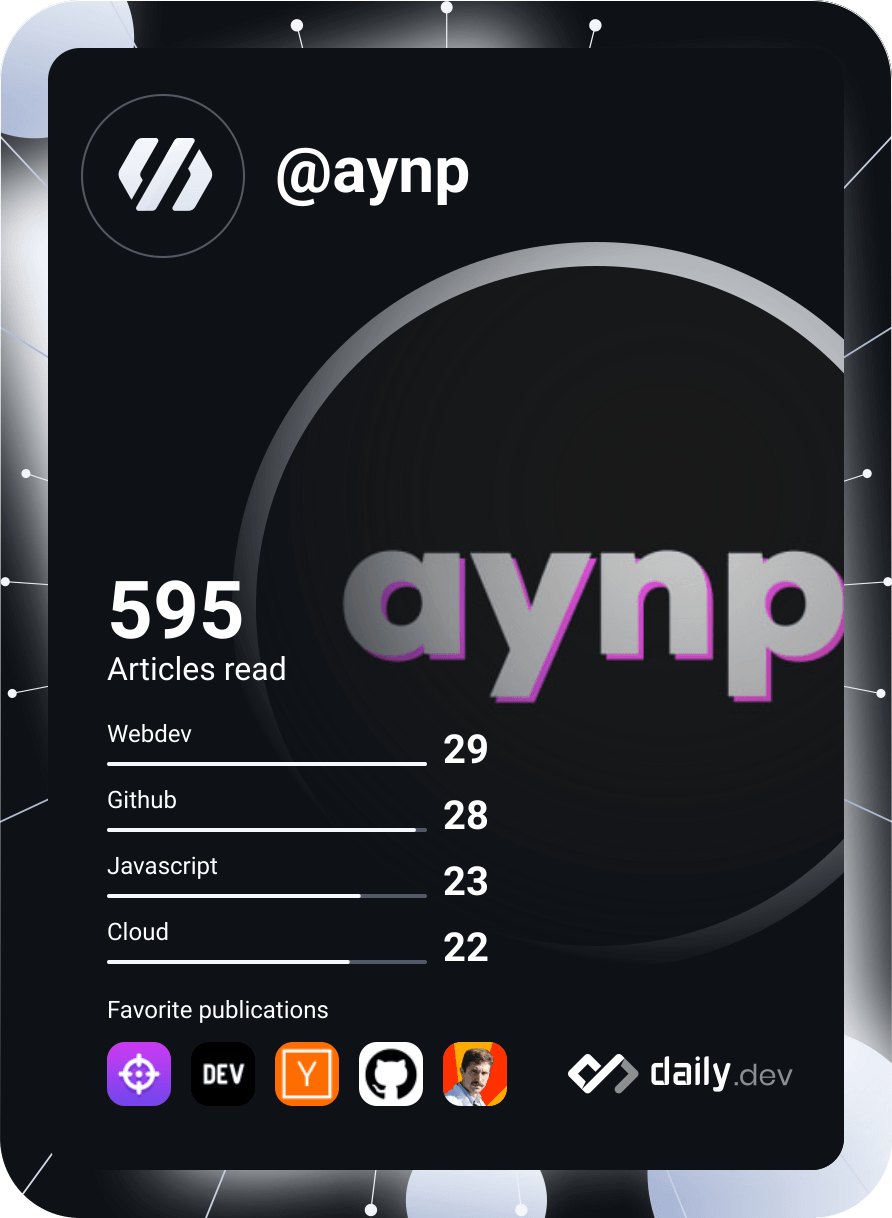 @aynp
aynp
595
Articles read
Webdev
29
Github
28
Javascript
23
Cloud
22
Favorite publications
DEV
Y
daily.dev